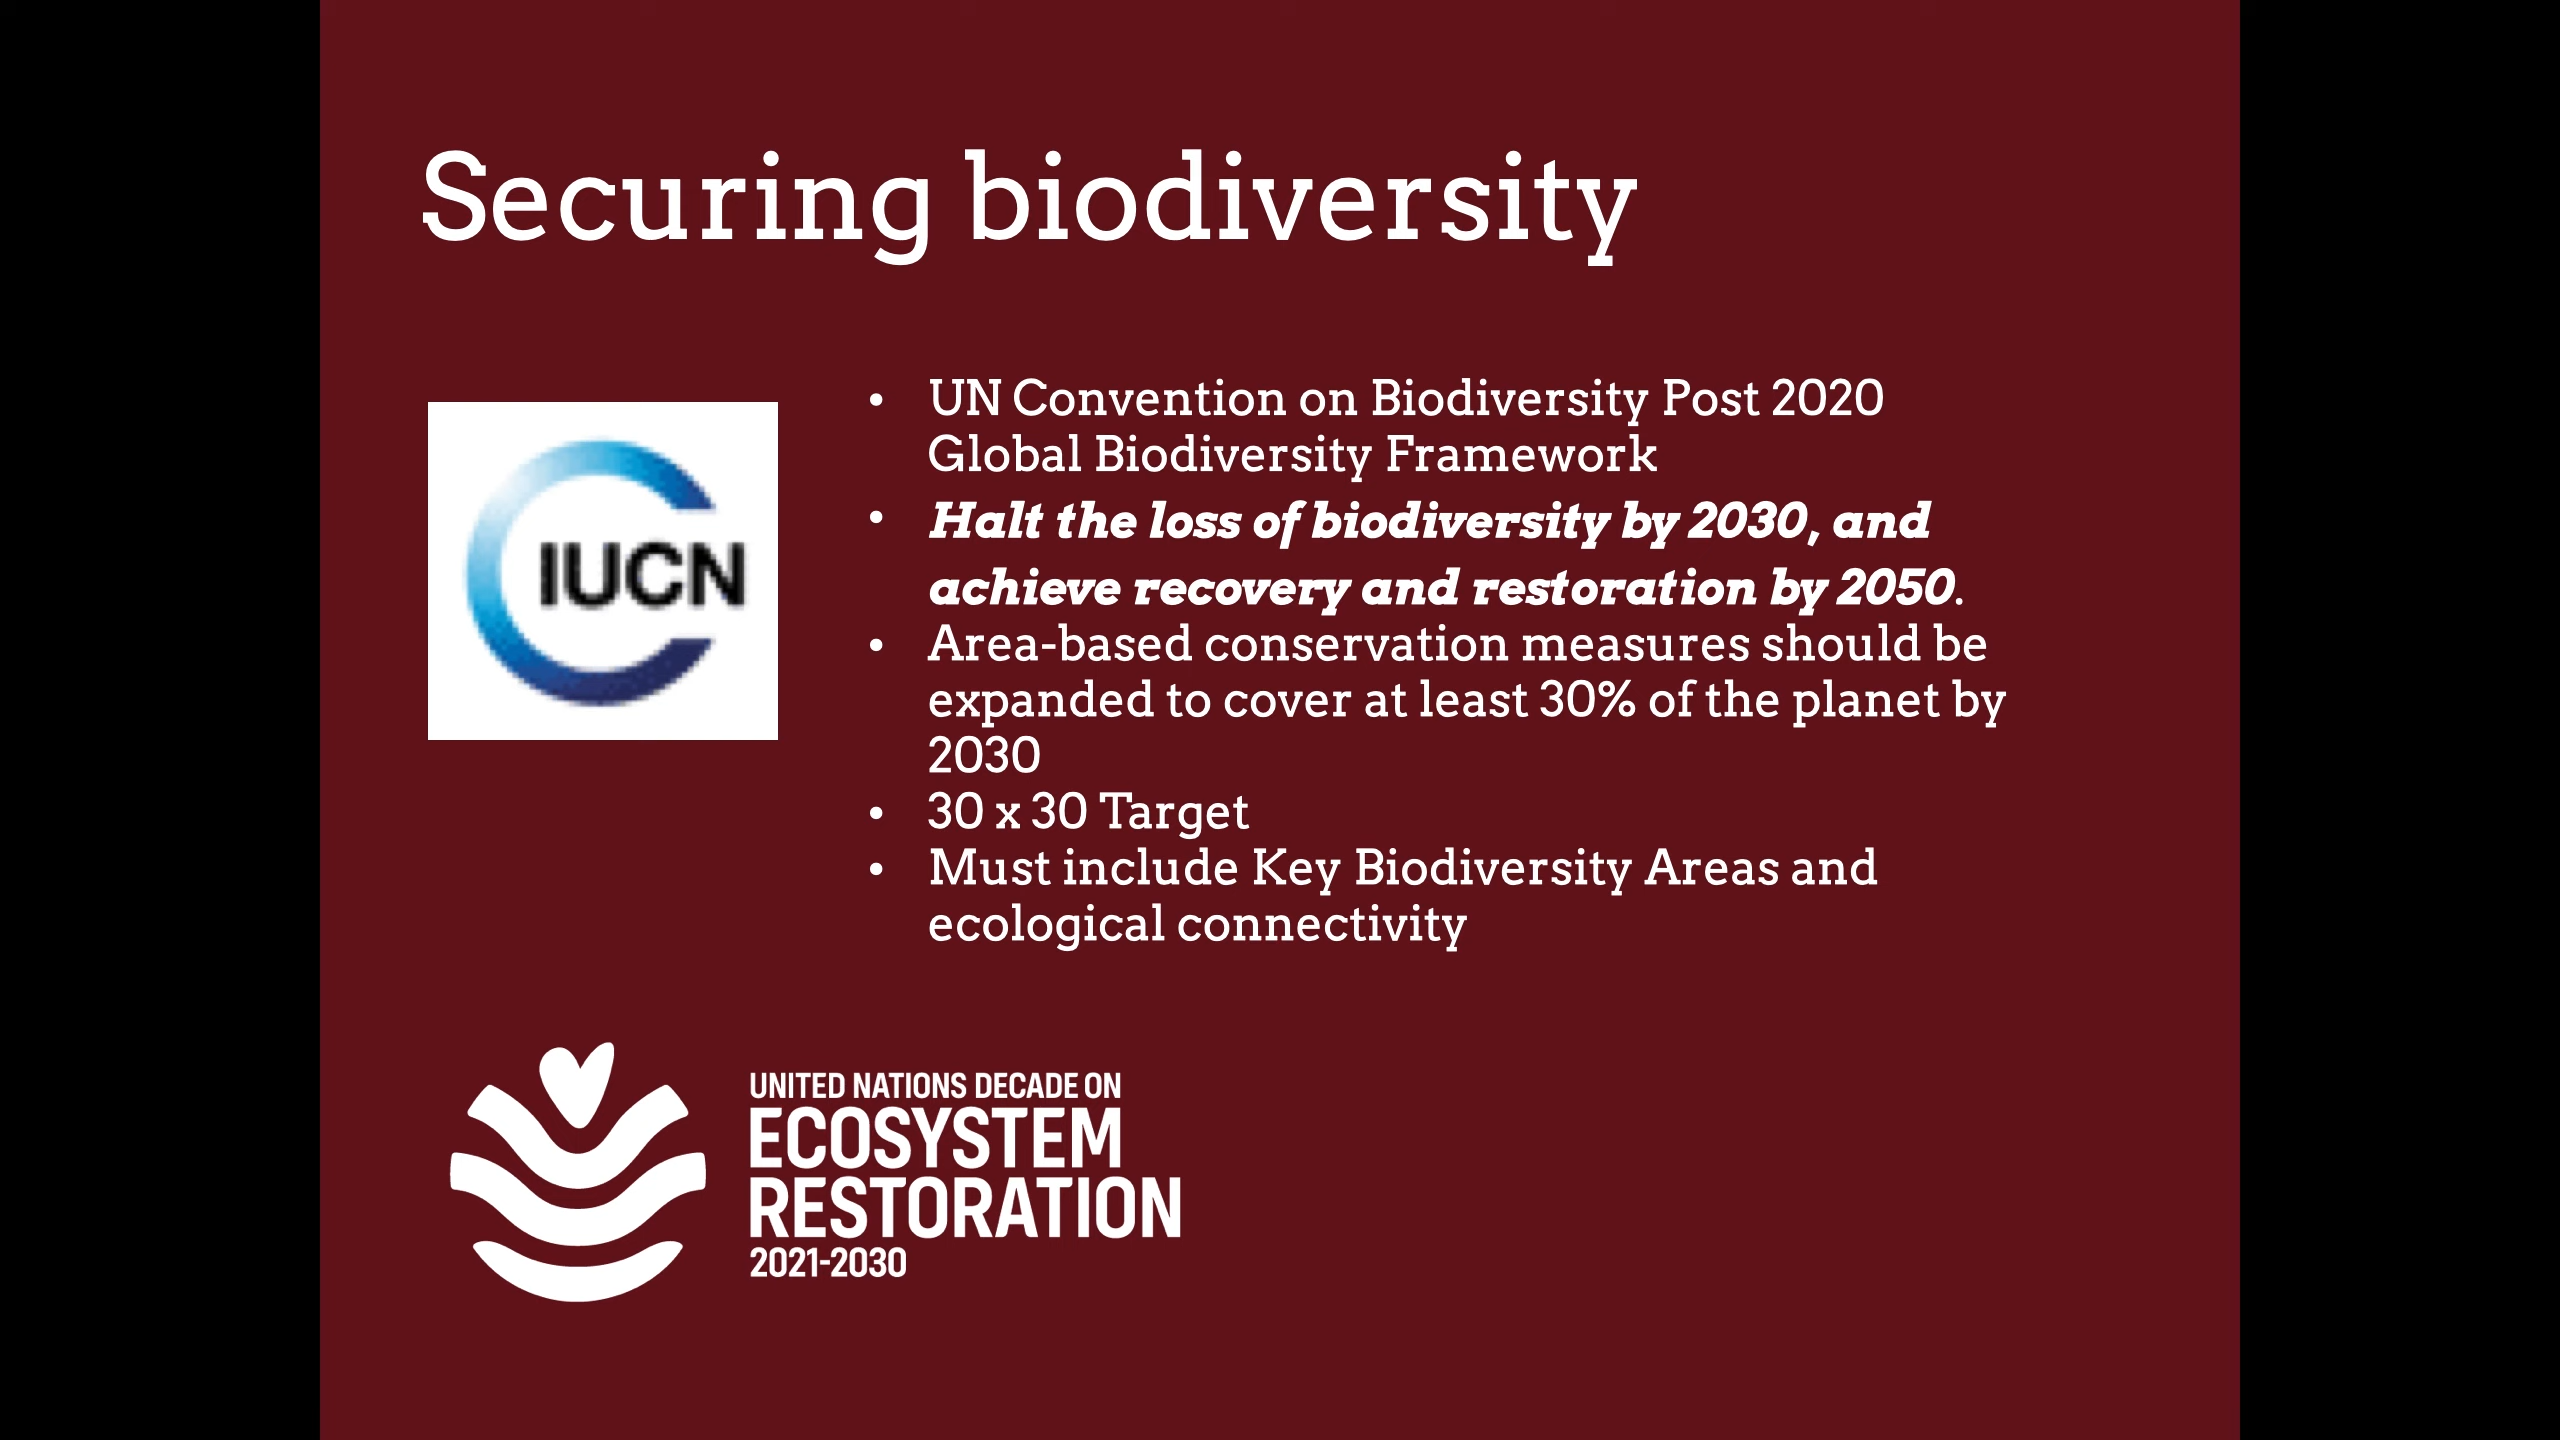 Securing biodiversity
IUCN
• UN Convention on Biodiversity Post 2020
Global Biodiversity Framework
• Halt the loss of biodiversity by 2030, and
achieve recovery and restoration by 2050.
• Area-based conservation measures should be
expanded to cover at least 30% of the planet by
2030
• 30 x 30 Target
• Must include Key Biodiversity Areas and
ecological connectivity
UNITED NATIONS DECADE ON
ECOSYSTEM
RESTORATION
2021-2030